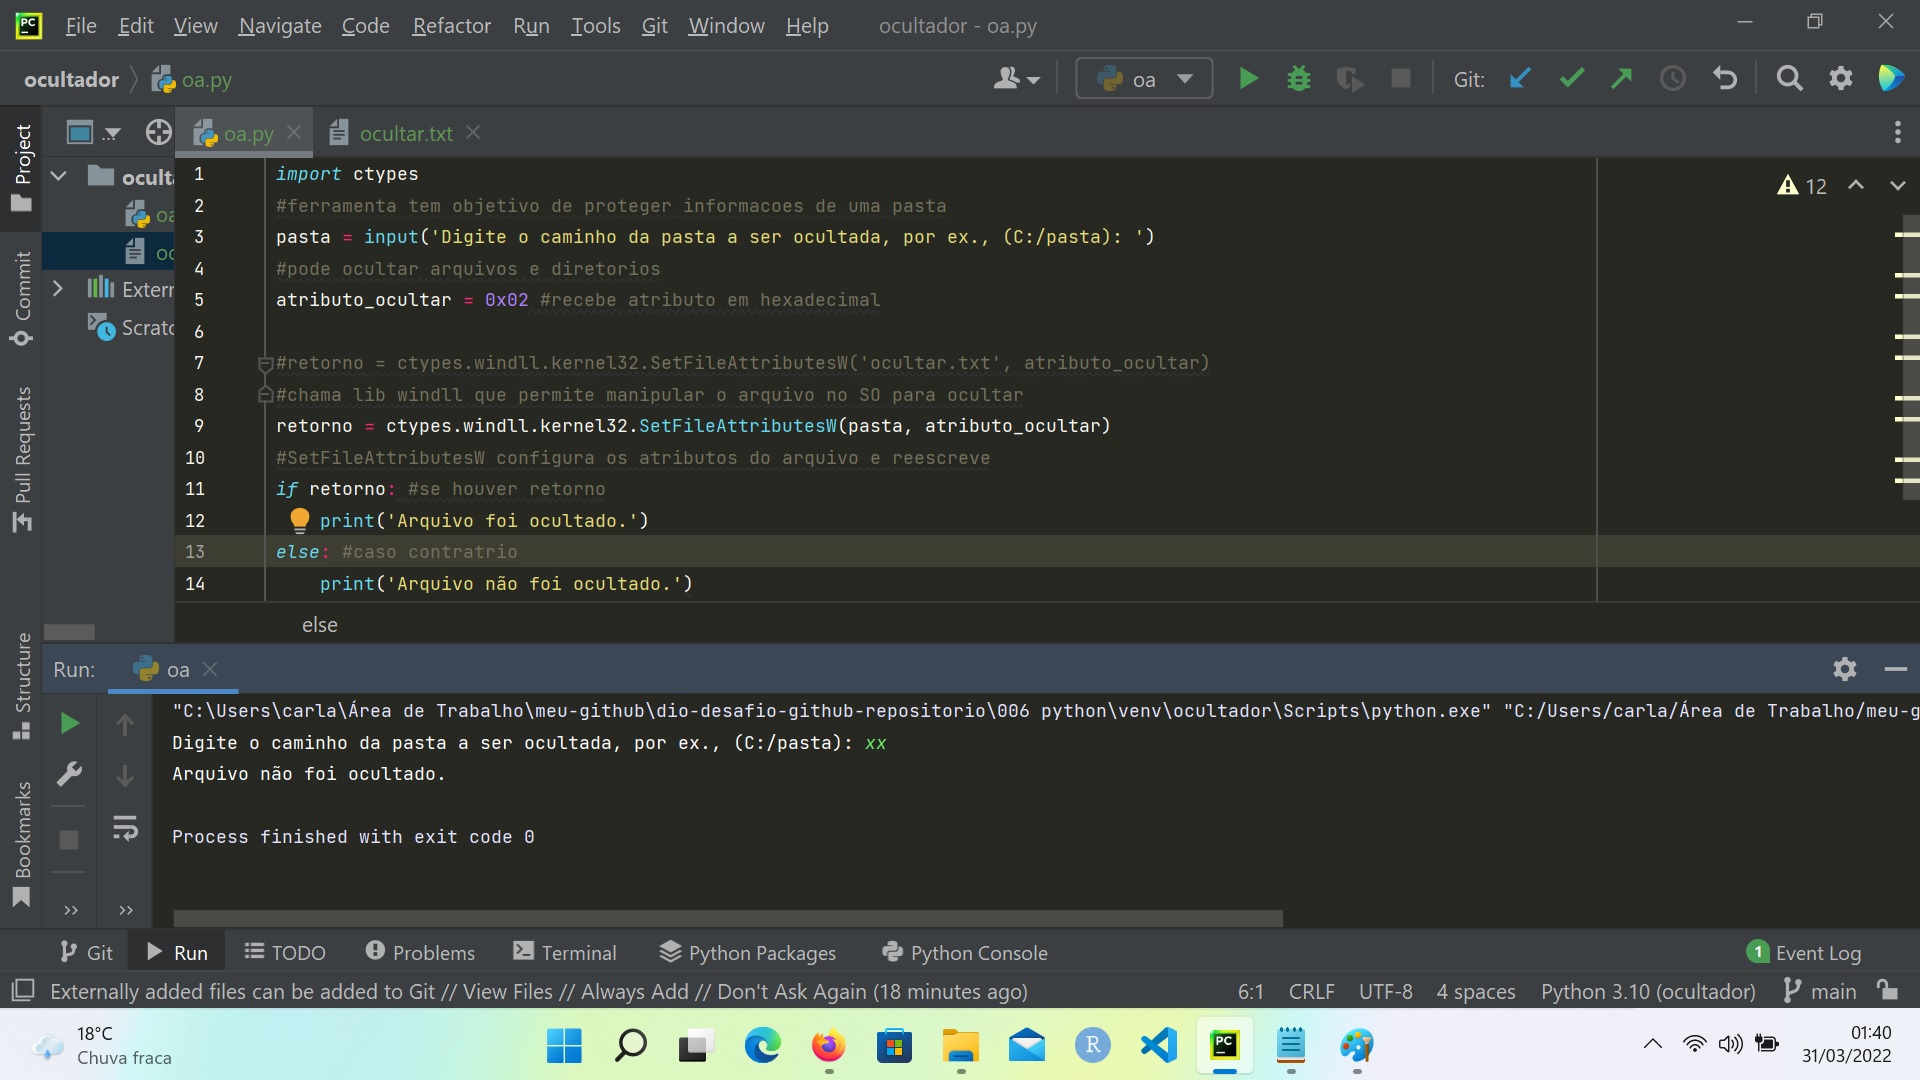 File Edit View Navigate Code Refactor Run Tools Git Window Help ocultador - oa.py
ocultador oa.py oa Git:
oa.py ocultar.txt
Project
Commit
Pull Requests
Structure
Bookmarks
ocult
oa
oc
Extern
Scratc
12
1 import ctypes
2 #ferramenta tem objetivo de proteger informacoes de uma pasta
3 pasta = input('Digite o caminho da pasta a ser ocultada, por ex., (C:/pasta): ')
4 #pode ocultar arquivos e diretorios
5 atributo_ocultar = 0x02 #recebe atributo em hexadecimal
6
7 #retorno = ctypes.windll.kernel32.SetFileAttributesW('ocultar.txt', atributo_ocultar)
8 #chama lib windll que permite manipular o arquivo no SO para ocultar
9 retorno = ctypes.windll.kernel32.SetFileAttributesW(pasta, atributo_ocultar)
10 #SetFileAttributesW configura os atributos do arquivo e reescreve
11 if retorno: #se houver retorno
12 print('Arquivo foi ocultado.')
13 else: #caso contratrio
14 print('Arquivo não foi ocultado.')
else
Run: oa
"C:\Users\carla\Área de Trabalho\meu-github\dio-desafio-github-repositorio\006 python\venv\ocultador\Scripts\python.exe" "C:/Users/carla/Área de Trabalho/meu-g
Digite o caminho da pasta a ser ocultada, por ex., (C:/pasta): xx
Arquivo não foi ocultado.
Process finished with exit code 0
Git Run TODO Problems Terminal Python Packages Python Console 1 Event Log
Externally added files can be added to Git // View Files // Always Add // Don't Ask Again (18 minutes ago) 6:1 CRLF UTF-8 4 spaces Python 3.10 (ocultador) main
18°C
Chuva fraca
01:40
31/03/2022